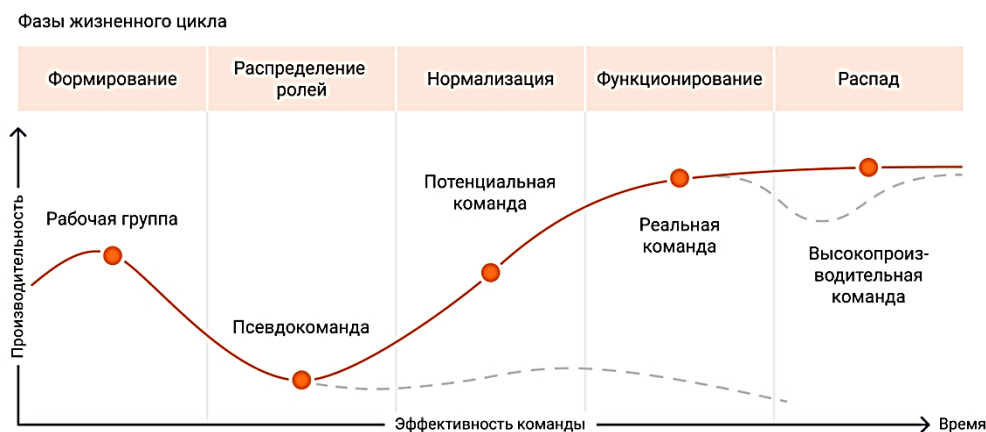 Фазы жизненного цикла
Формирование
Распределение
ролей
Нормализация
Функционирование
Распад
Производительность
Рабочая группа
Псевдокоманда
Потенциальная
команда
Реальная
команда
Высокопроиз-
водительная
команда
Эффективность команды
Время